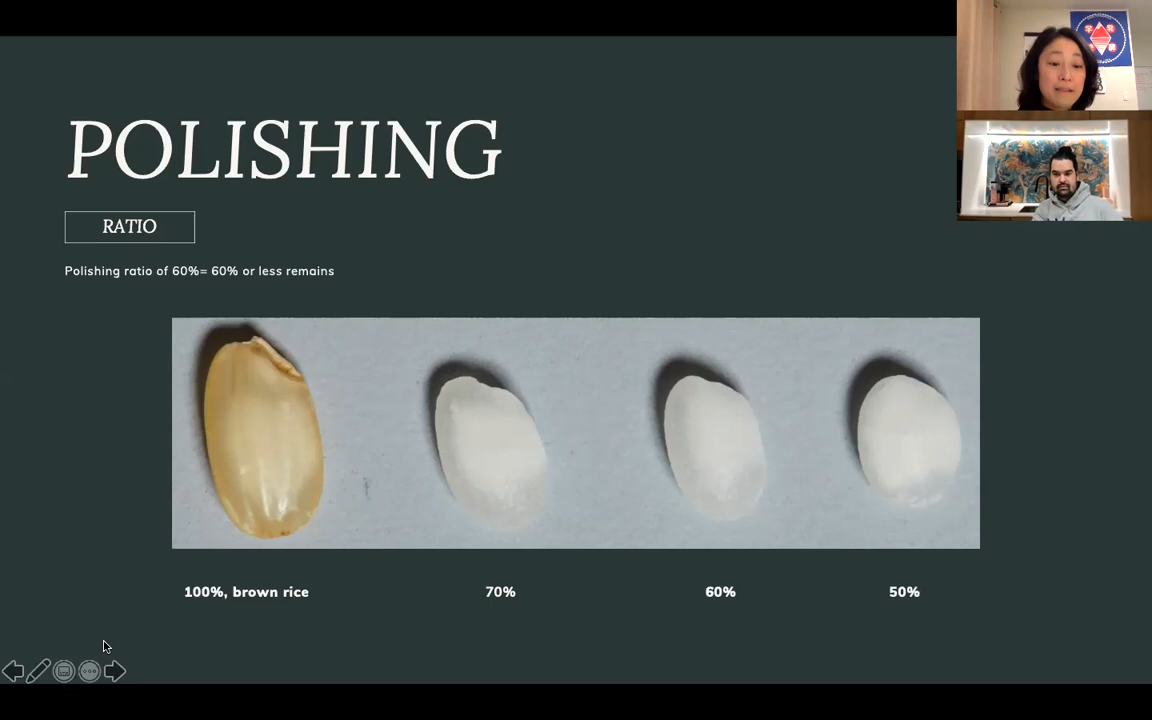 POLISHING
RATIO
Polishing ratio of 60%= 60% or less remains
100%, brown rice
70%
60%
50%